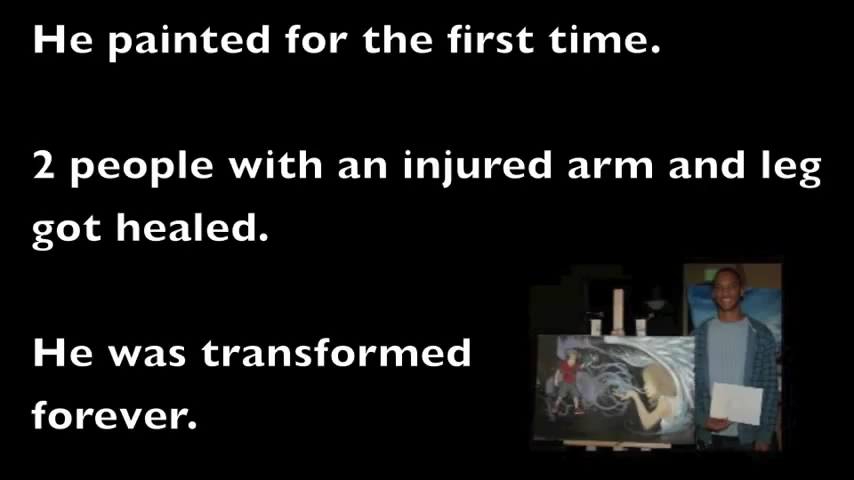 He painted for the first time.
2 people with an injured arm and leg
got healed.
He was transformed
forever.